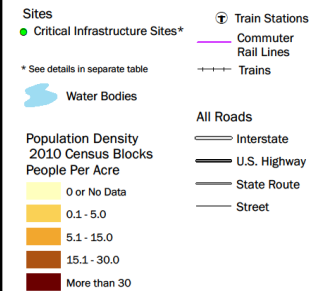 Sites
Critical Infrastructure Sites*
* See details in separate table
Water Bodies
Population Density
2010 Census Blocks
People Per Acre
0 or No Data
0.1 - 5.0
5.1 - 15.0
15.1 - 30.0
More than 30
T Train Stations
Commuter
Rail Lines
Trains
All Roads
Interstate
U.S. Highway
State Route
Street